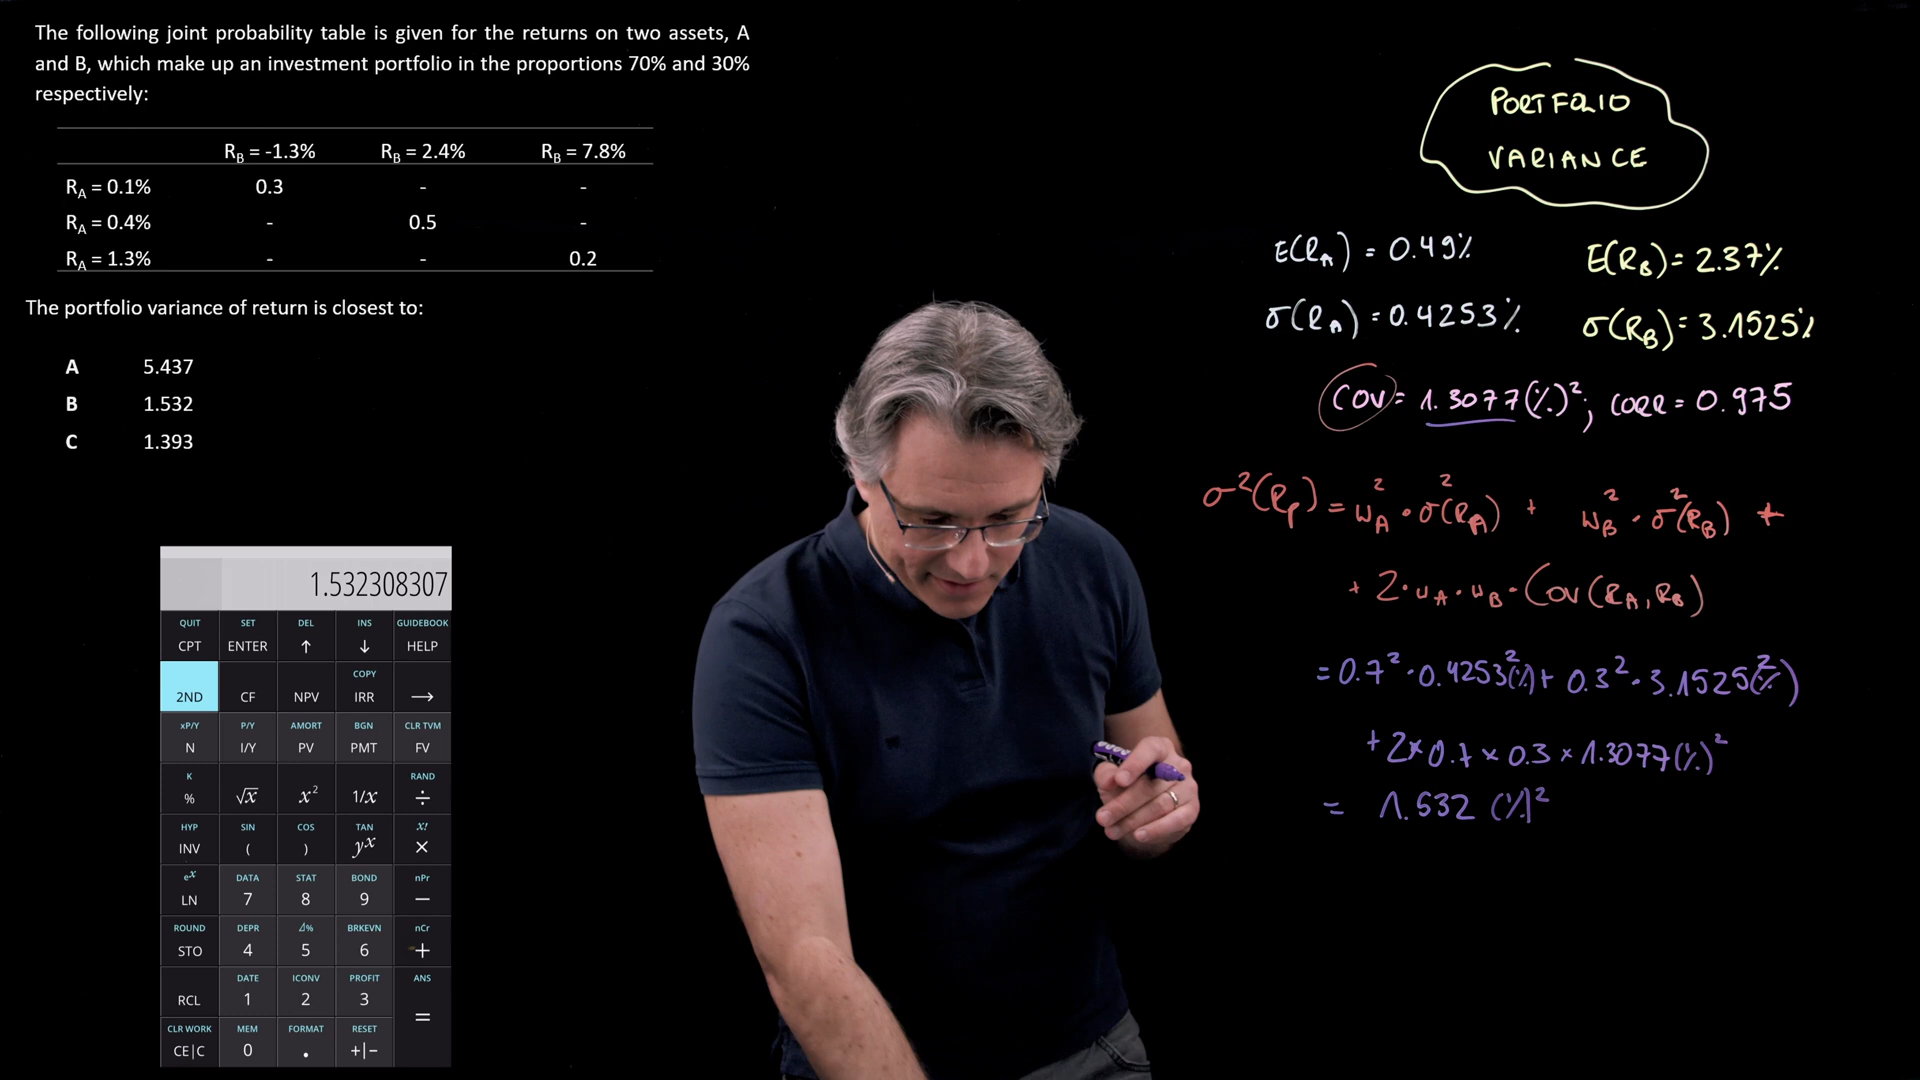 The following joint probability table is given for the returns on two assets, A
and B, which make up an investment portfolio in the proportions 70% and 30%
respectively:
R_B = -1.3% R_B = 2.4% R_B = 7.8%
R_A = 0.1% 0.3 - -
R_A = 0.4% - 0.5 -
R_A = 1.3% - - 0.2
The portfolio variance of return is closest to:
A 5.437
B 1.532
C 1.393
1.532308307
QUIT SET DEL INS GUIDEBOOK
CPT ENTER ↑ ↓ HELP
COPY
2ND CF NPV IRR →
xP/Y P/Y AMORT BGN CLR TVM
N I/Y PV PMT FV
K RAND
% √x x² 1/x ÷
HYP SIN COS TAN x!
INV ( ) yˣ ×
eˣ DATA STAT BOND nPr
LN 7 8 9 −
ROUND DEPR Δ% BRKEVN nCr
STO 4 5 6 +
DATE ICONV PROFIT ANS
RCL 1 2 3 =
CLR WORK MEM FORMAT RESET
CE|C 0 . +|−
PORTFOLIO
VARIANCE
E(R_A) = 0.49% E(R_B) = 2.37%
σ(R_A) = 0.4253% σ(R_B) = 3.1525%
COV = 1.3077(%)²; CORR = 0.975
σ²(R_P) = w_A² · σ²(R_A) + w_B² · σ²(R_B) +
+ 2 · w_A · w_B · Cov(R_A, R_B)
= 0.7² · 0.4253²(%) + 0.3² · 3.1525²(%)
+ 2 × 0.7 × 0.3 × 1.3077(%)²
= 1.532 (%)²